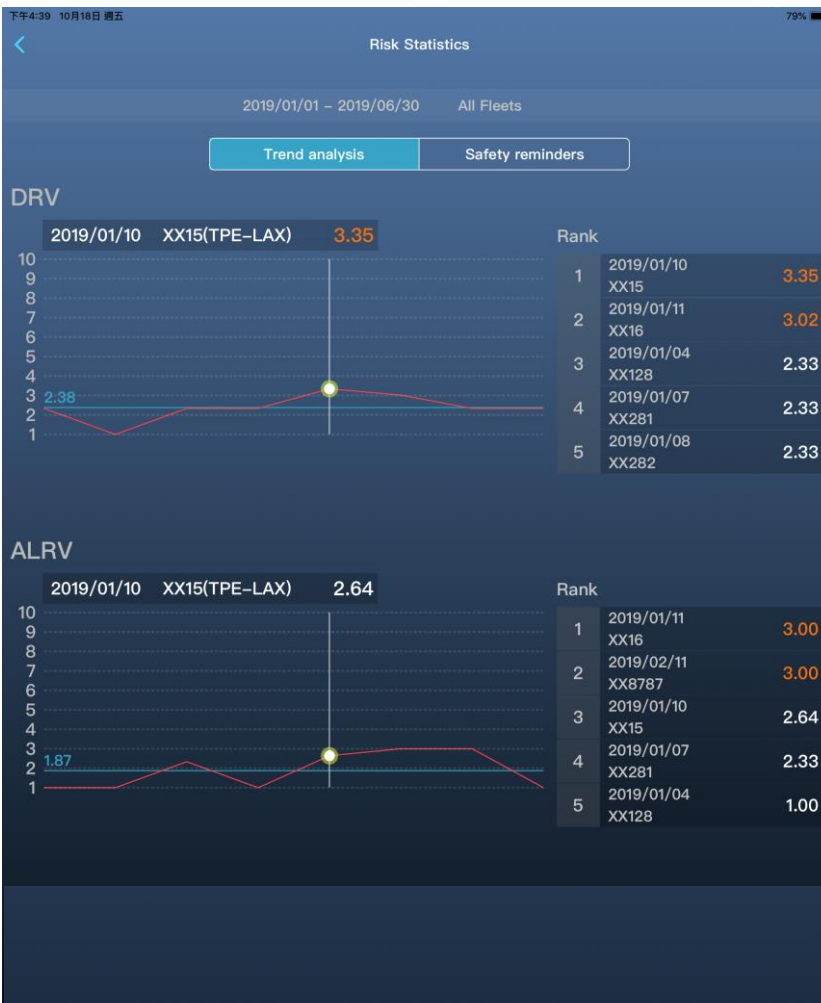 下午4:39 10月18日 週五 79%
Risk Statistics
2019/01/01 – 2019/06/30 All Fleets
Trend analysis Safety reminders
DRV
2019/01/10 XX15(TPE–LAX) 3.35
10
9
8
7
6
5
4
3
2.38
2
1
Rank
1 2019/01/10 3.35
XX15
2 2019/01/11 3.02
XX16
3 2019/01/04 2.33
XX128
4 2019/01/07 2.33
XX281
5 2019/01/08 2.33
XX282
ALRV
2019/01/10 XX15(TPE–LAX) 2.64
10
9
8
7
6
5
4
3
1.87
2
1
Rank
1 2019/01/11 3.00
XX16
2 2019/02/11 3.00
XX8787
3 2019/01/10 2.64
XX15
4 2019/01/07 2.33
XX281
5 2019/01/04 1.00
XX128